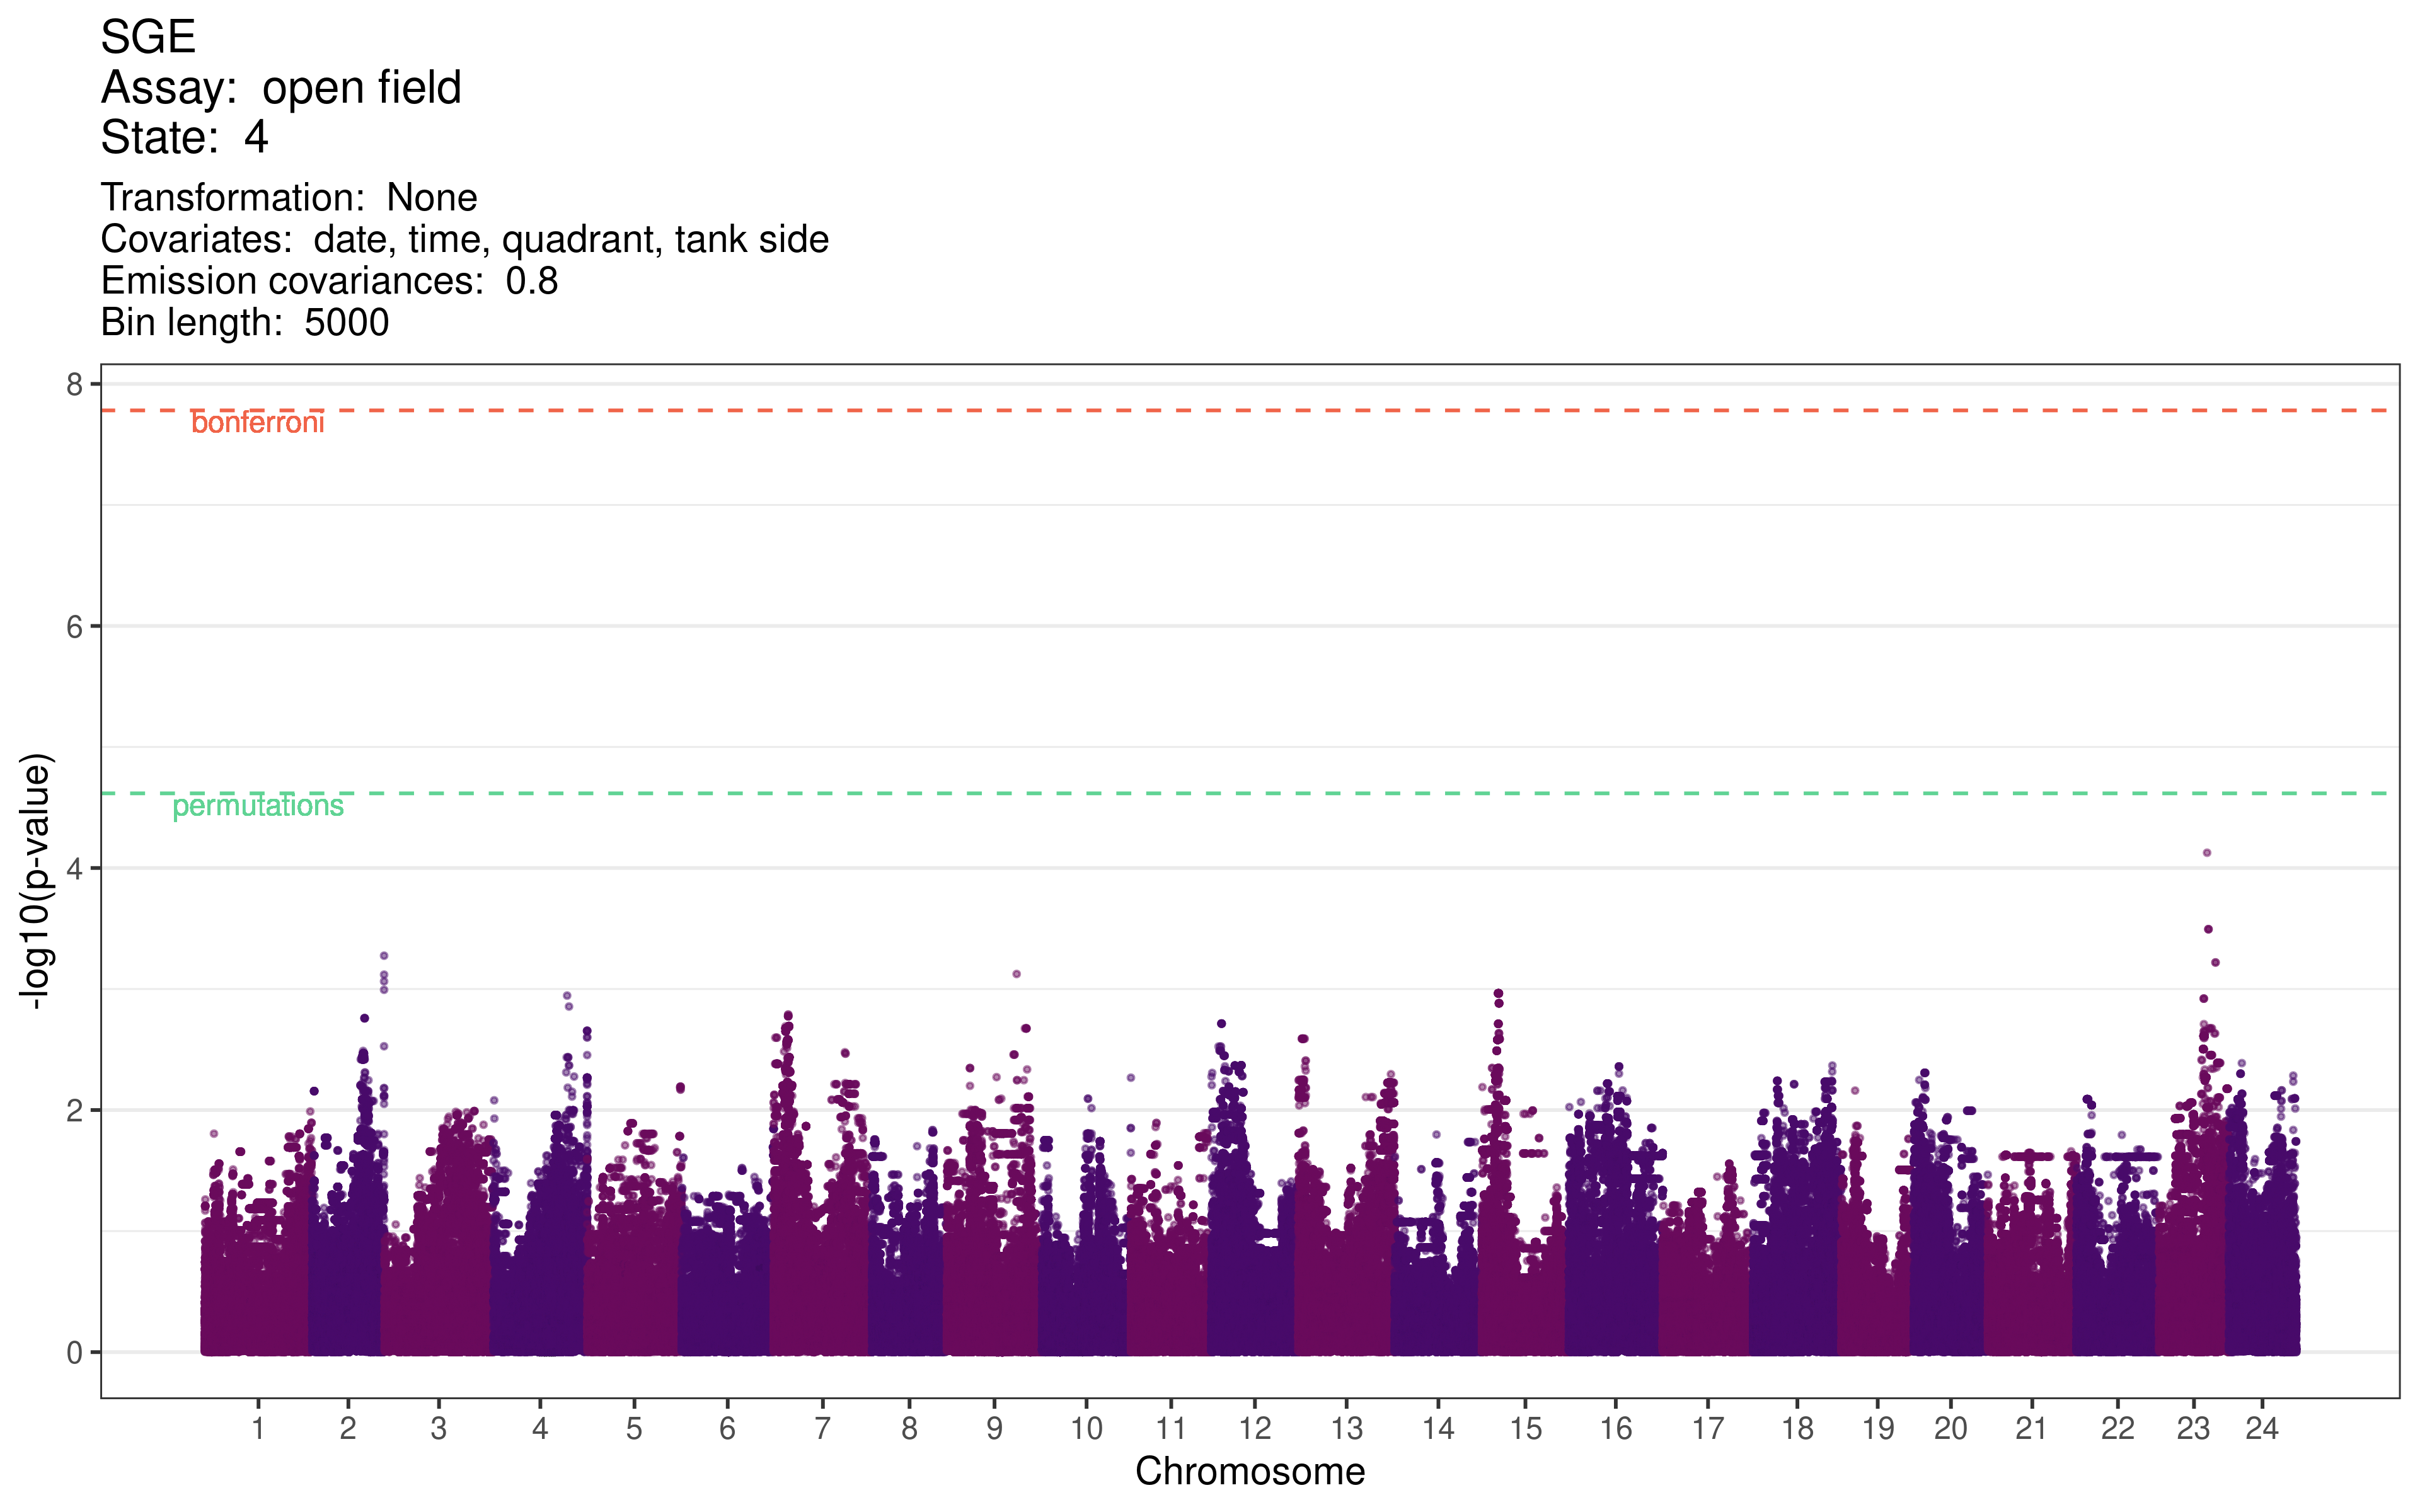 SGE
Assay:  open field
State:  4
Transformation:  None
Covariates:  date, time, quadrant, tank side
Emission covariances:  0.8
Bin length:  5000
8
bonferroni
6
permutations
4
2
0
-log10(p-value)
1 2 3 4 5 6 7 8 9 10 11 12 13 14 15 16 17 18 19 20 21 22 23 24
Chromosome